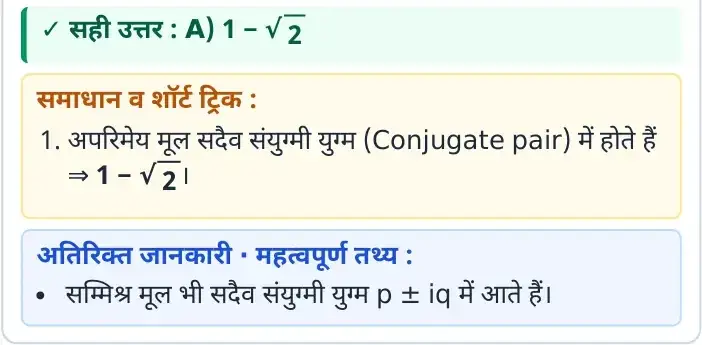 ✓ सही उत्तर : A) 1 − √2
समाधान व शॉर्ट ट्रिक :
1. अपरिमेय मूल सदैव संयुग्मी युग्म (Conjugate pair) में होते हैं
⇒ 1 − √2।
अतिरिक्त जानकारी · महत्वपूर्ण तथ्य :
• सम्मिश्र मूल भी सदैव संयुग्मी युग्म p ± iq में आते हैं।